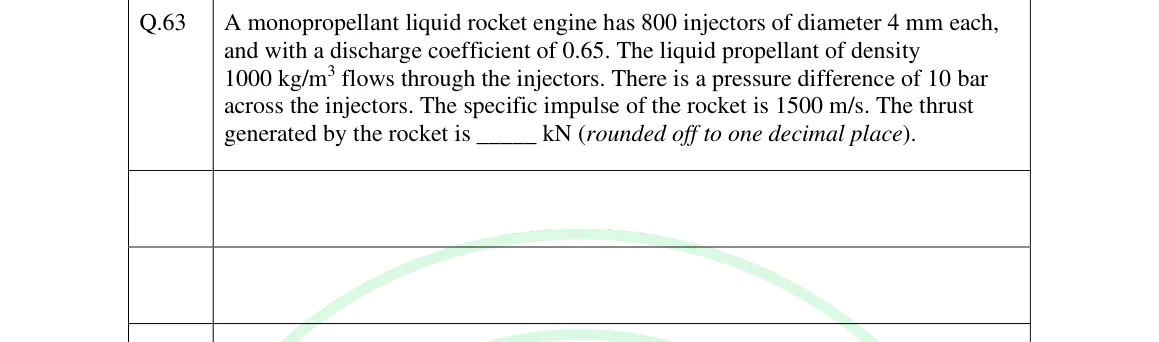 Q.63 A monopropellant liquid rocket engine has 800 injectors of diameter 4 mm each,
and with a discharge coefficient of 0.65. The liquid propellant of density
1000 kg/m³ flows through the injectors. There is a pressure difference of 10 bar
across the injectors. The specific impulse of the rocket is 1500 m/s. The thrust
generated by the rocket is _____ kN (rounded off to one decimal place).